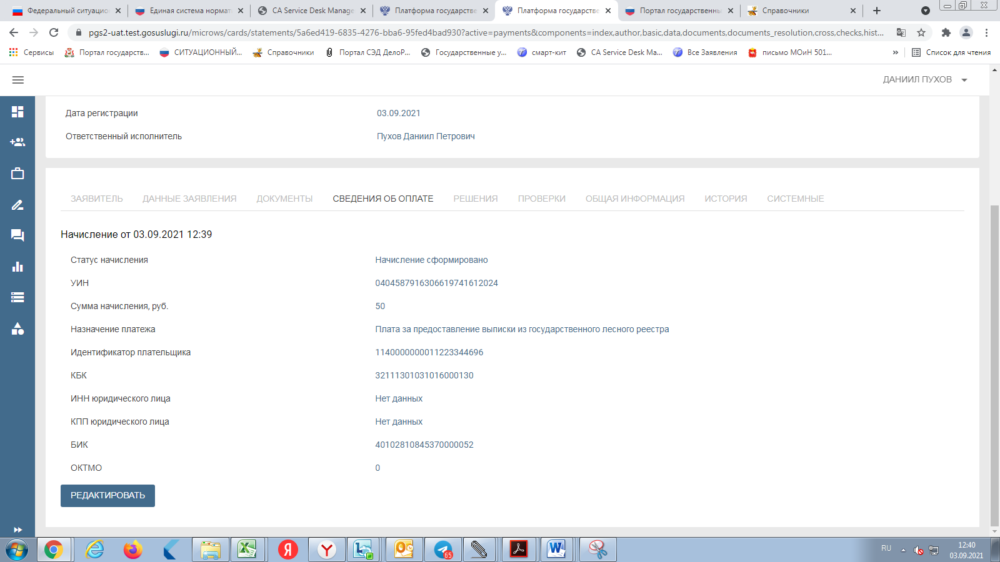 Федеральный ситуацио
Единая система нормат
CA Service Desk Manage
Платформа государстве
Платформа государстве
Портал государственны
Справочники
pgs2-uat.test.gosuslugi.ru/microws/cards/statements/5a6ed419-6835-4276-bba6-95fed4bad930?active=payments&components=index,author,basic,data,documents,documents_resolution,cross,checks,hist...
Сервисы
Портал государств...
СИТУАЦИОННЫЙ...
Справочники
Портал СЭД ДелоР...
Государственные у...
смарт-кит
CA Service Desk Ma...
Все Заявления
письмо МОиН 501...
»
Список для чтения
ДАНИИЛ ПУХОВ
Дата регистрации 03.09.2021
Ответственный исполнитель Пухов Даниил Петрович
ЗАЯВИТЕЛЬ ДАННЫЕ ЗАЯВЛЕНИЯ ДОКУМЕНТЫ СВЕДЕНИЯ ОБ ОПЛАТЕ РЕШЕНИЯ ПРОВЕРКИ ОБЩАЯ ИНФОРМАЦИЯ ИСТОРИЯ СИСТЕМНЫЕ
Начисление от 03.09.2021 12:39
Статус начисления Начисление сформировано
УИН 0404587916306619741612024
Сумма начисления, руб. 50
Назначение платежа Плата за предоставление выписки из государственного лесного реестра
Идентификатор плательщика 1140000000011223344696
КБК 32111301031016000130
ИНН юридического лица Нет данных
КПП юридического лица Нет данных
БИК 40102810845370000052
ОКТМО 0
РЕДАКТИРОВАТЬ
65
RU
12:40
03.09.2021